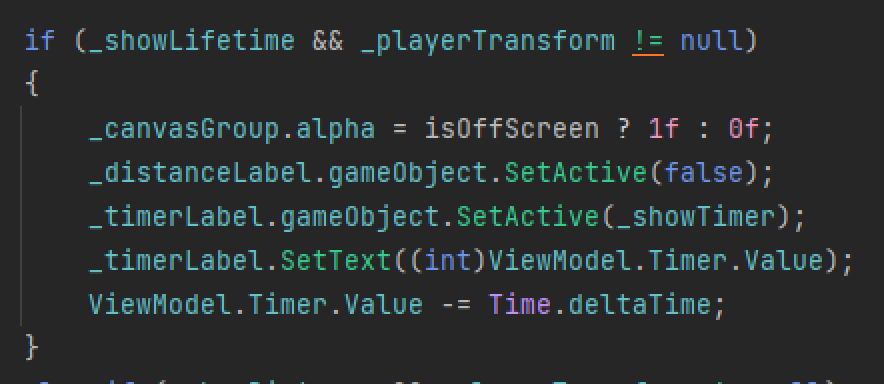 if (_showLifetime && _playerTransform != null)
{
    _canvasGroup.alpha = isOffScreen ? 1f : 0f;
    _distanceLabel.gameObject.SetActive(false);
    _timerLabel.gameObject.SetActive(_showTimer);
    _timerLabel.SetText((int)ViewModel.Timer.Value);
    ViewModel.Timer.Value -= Time.deltaTime;
}